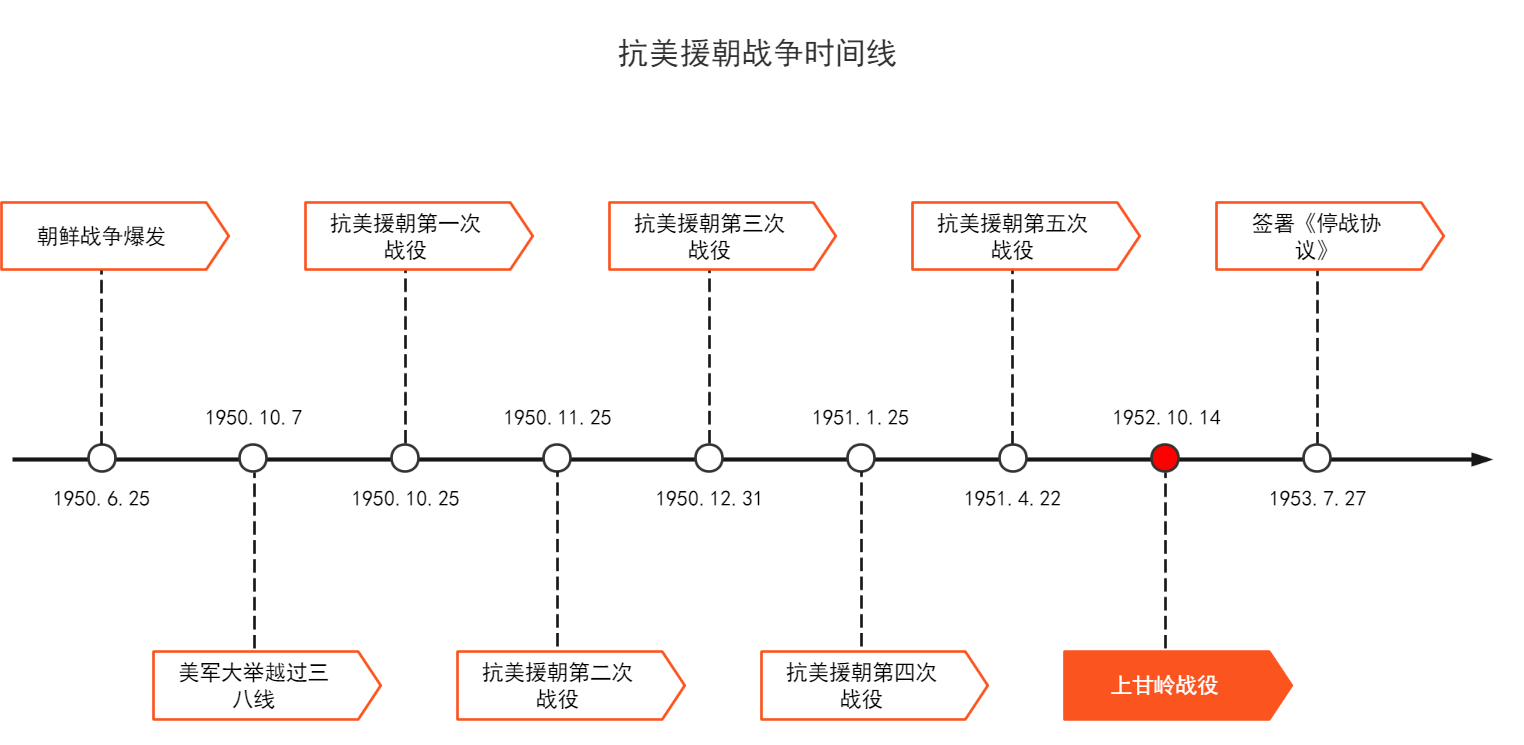 抗美援朝战争时间线
朝鲜战争爆发
抗美援朝第一次
战役
抗美援朝第三次
战役
抗美援朝第五次
战役
签署《停战协
议》
1950.10.7
1950.11.25
1951.1.25
1952.10.14
1950.6.25
1950.10.25
1950.12.31
1951.4.22
1953.7.27
美军大举越过三
八线
抗美援朝第二次
战役
抗美援朝第四次
战役
上甘岭战役